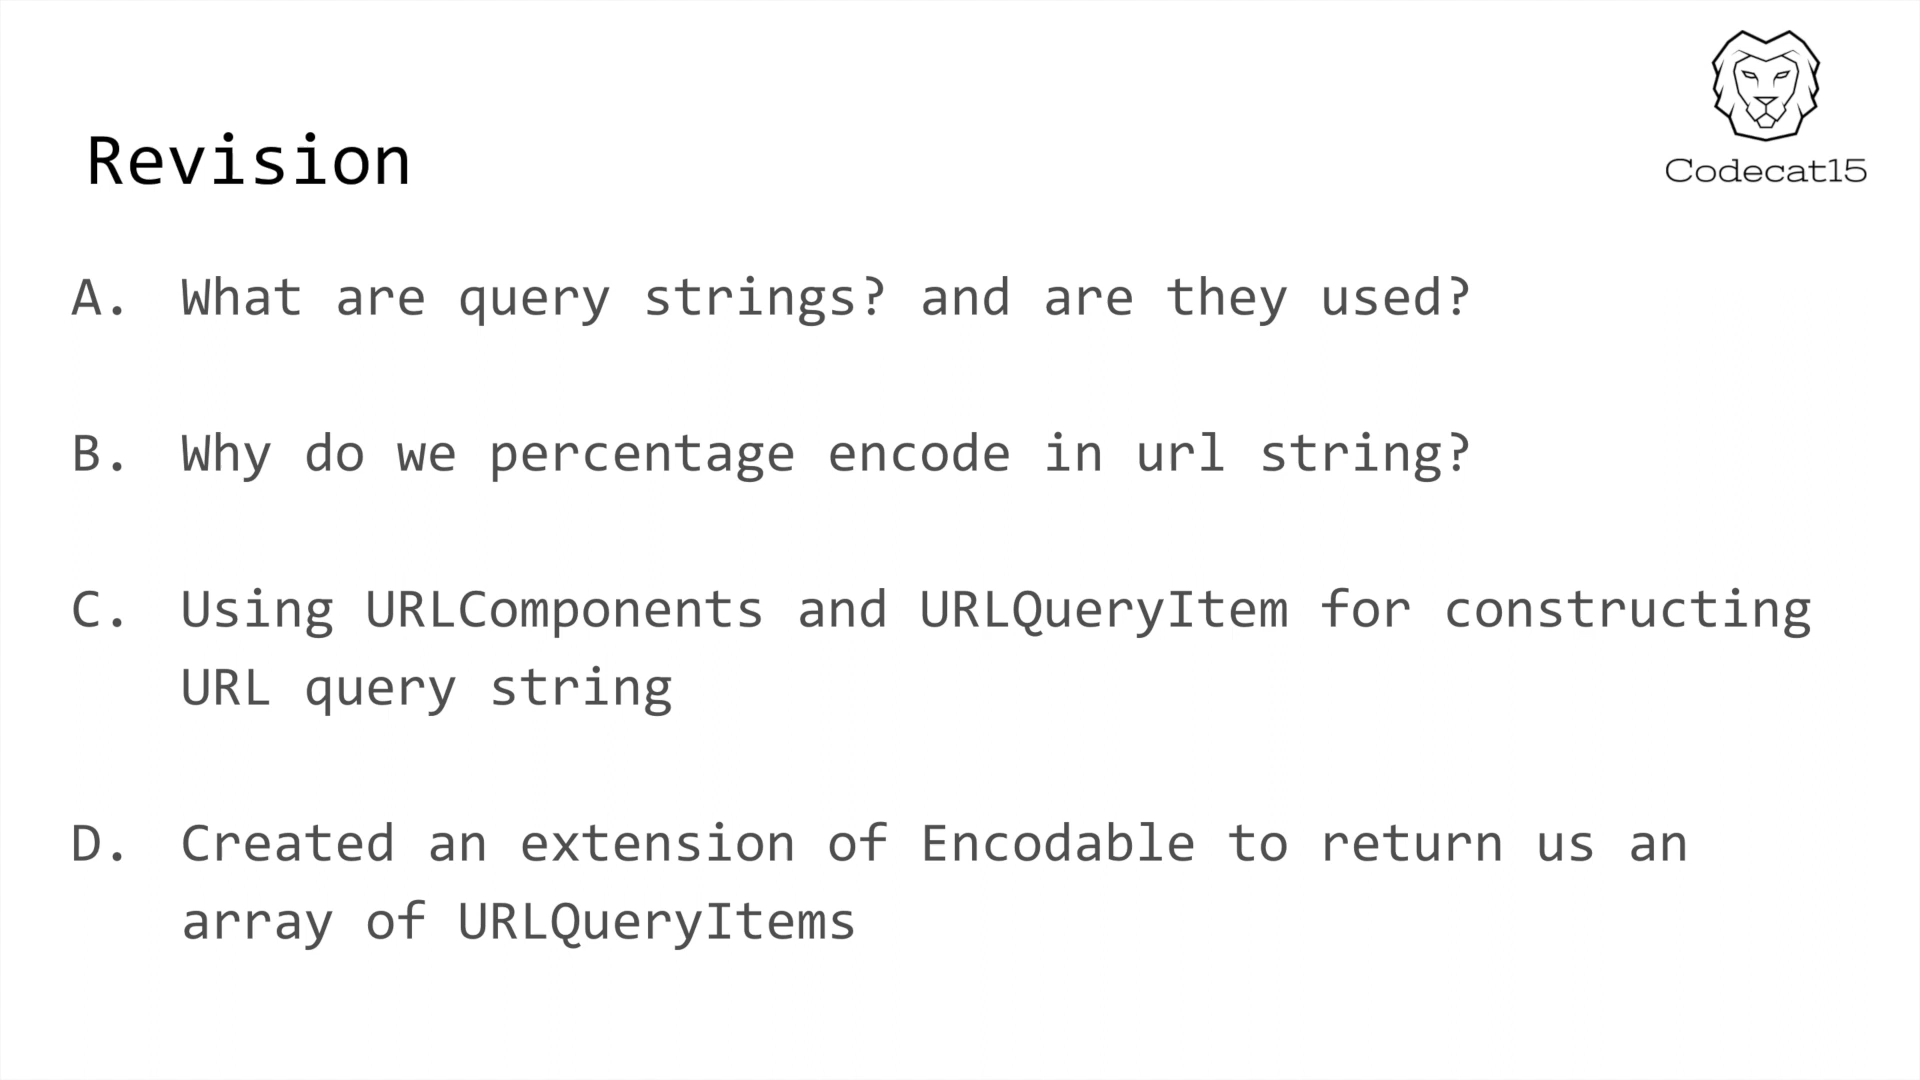 Codecat15
Revision
A. What are query strings? and are they used?
B. Why do we percentage encode in url string?
C. Using URLComponents and URLQueryItem for constructing
URL query string
D. Created an extension of Encodable to return us an
array of URLQueryItems